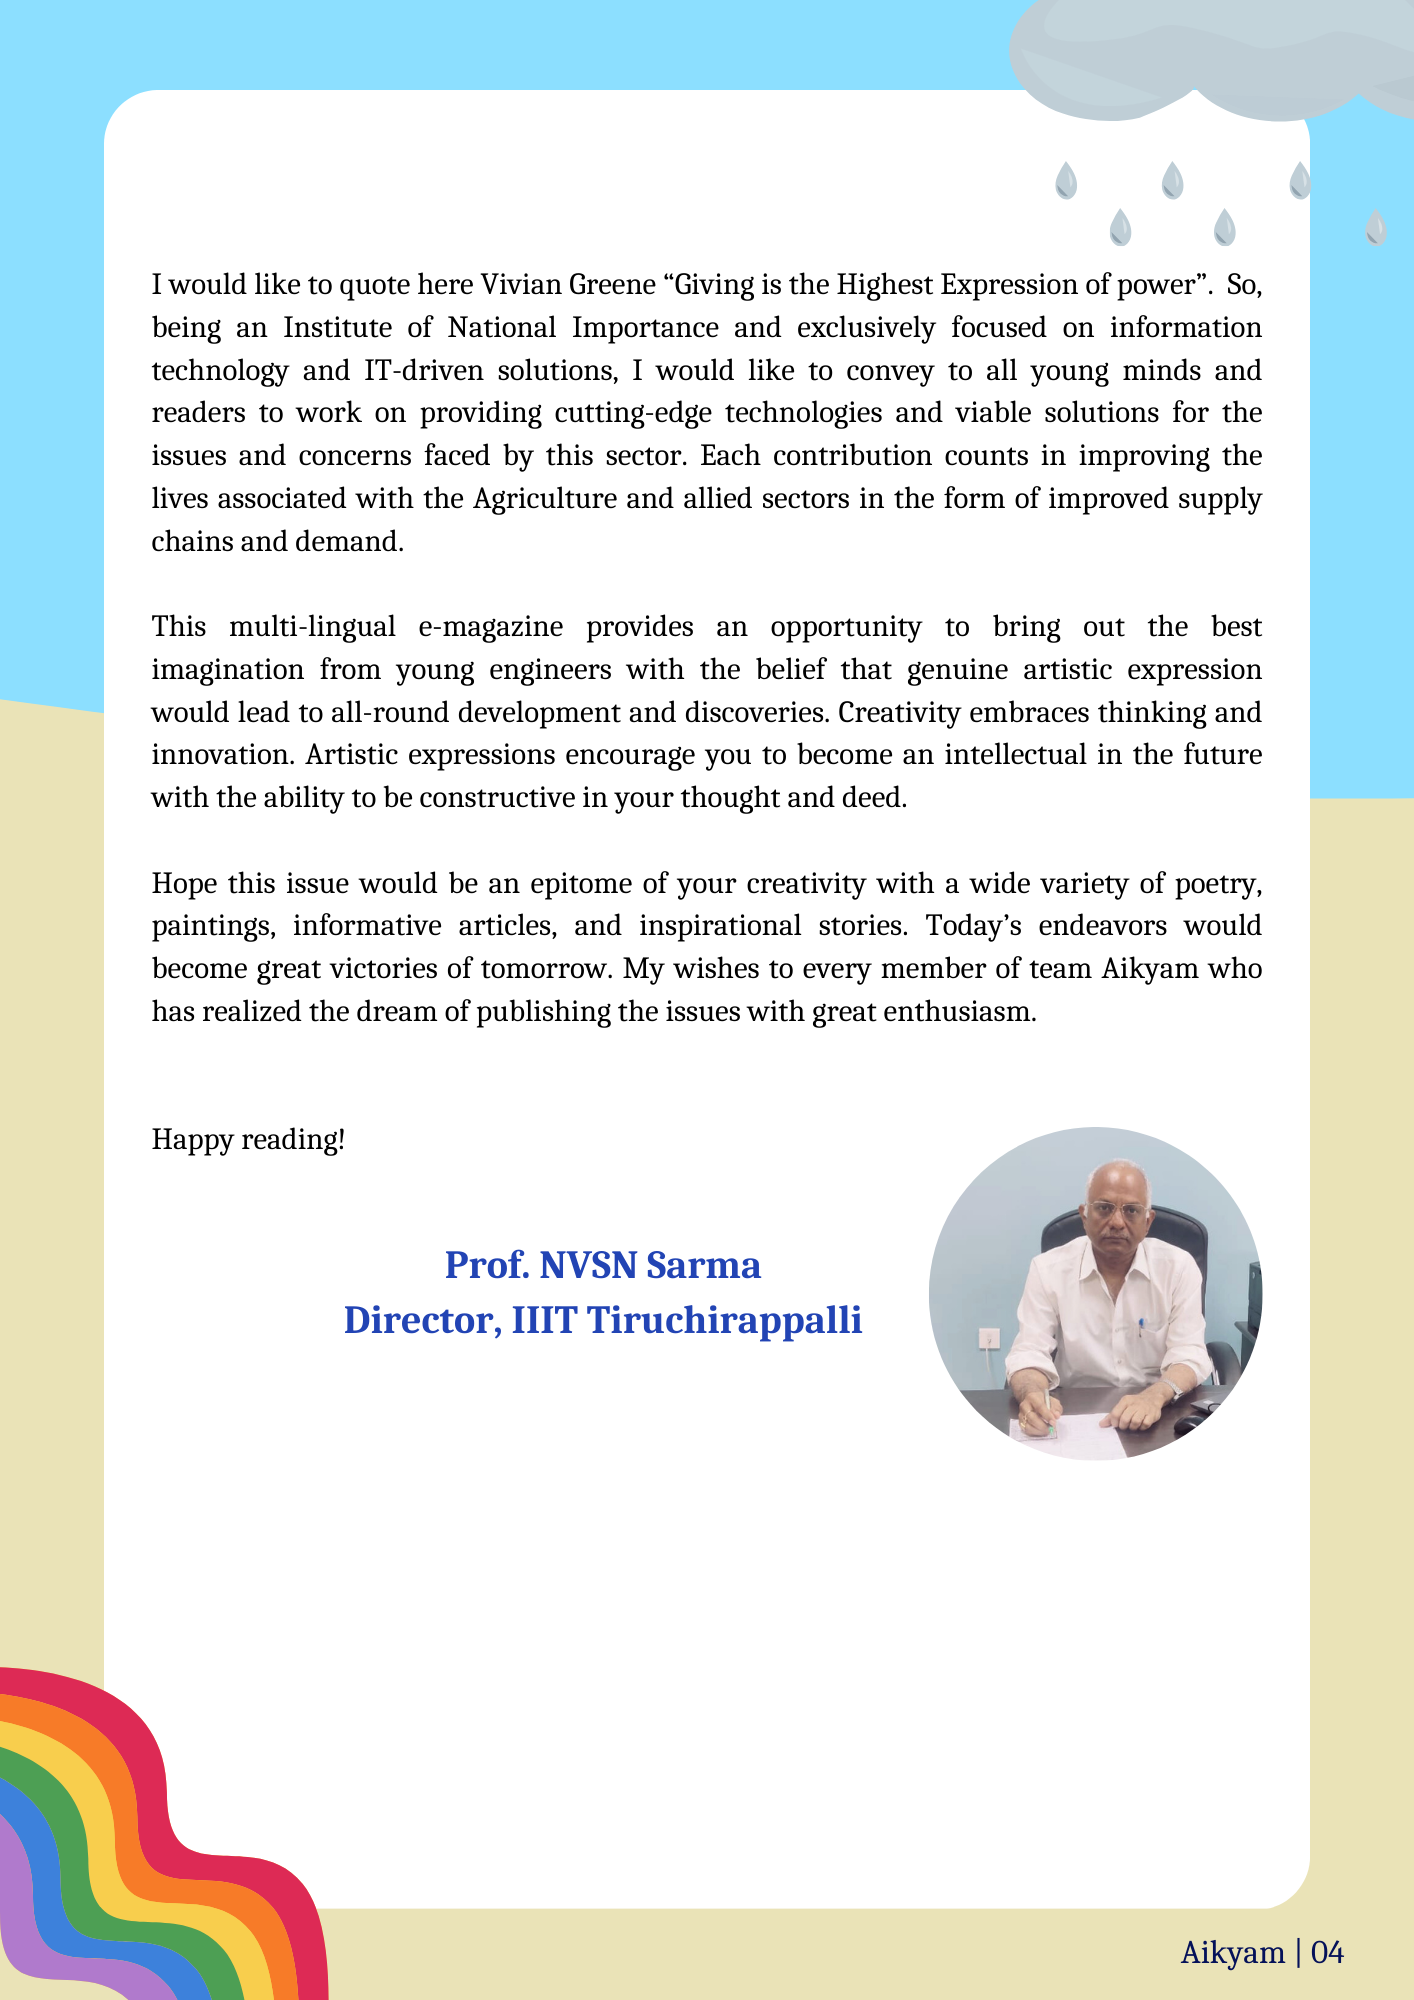 I would like to quote here Vivian Greene “Giving is the Highest Expression of power”.  So,
being an Institute of National Importance and exclusively focused on information
technology and IT-driven solutions, I would like to convey to all young minds and
readers to work on providing cutting-edge technologies and viable solutions for the
issues and concerns faced by this sector. Each contribution counts in improving the
lives associated with the Agriculture and allied sectors in the form of improved supply
chains and demand.
This multi-lingual e-magazine provides an opportunity to bring out the best
imagination from young engineers with the belief that genuine artistic expression
would lead to all-round development and discoveries. Creativity embraces thinking and
innovation. Artistic expressions encourage you to become an intellectual in the future
with the ability to be constructive in your thought and deed.
Hope this issue would be an epitome of your creativity with a wide variety of poetry,
paintings, informative articles, and inspirational stories. Today’s endeavors would
become great victories of tomorrow. My wishes to every member of team Aikyam who
has realized the dream of publishing the issues with great enthusiasm.
Happy reading!
Prof. NVSN Sarma
Director, IIIT Tiruchirappalli
Aikyam | 04